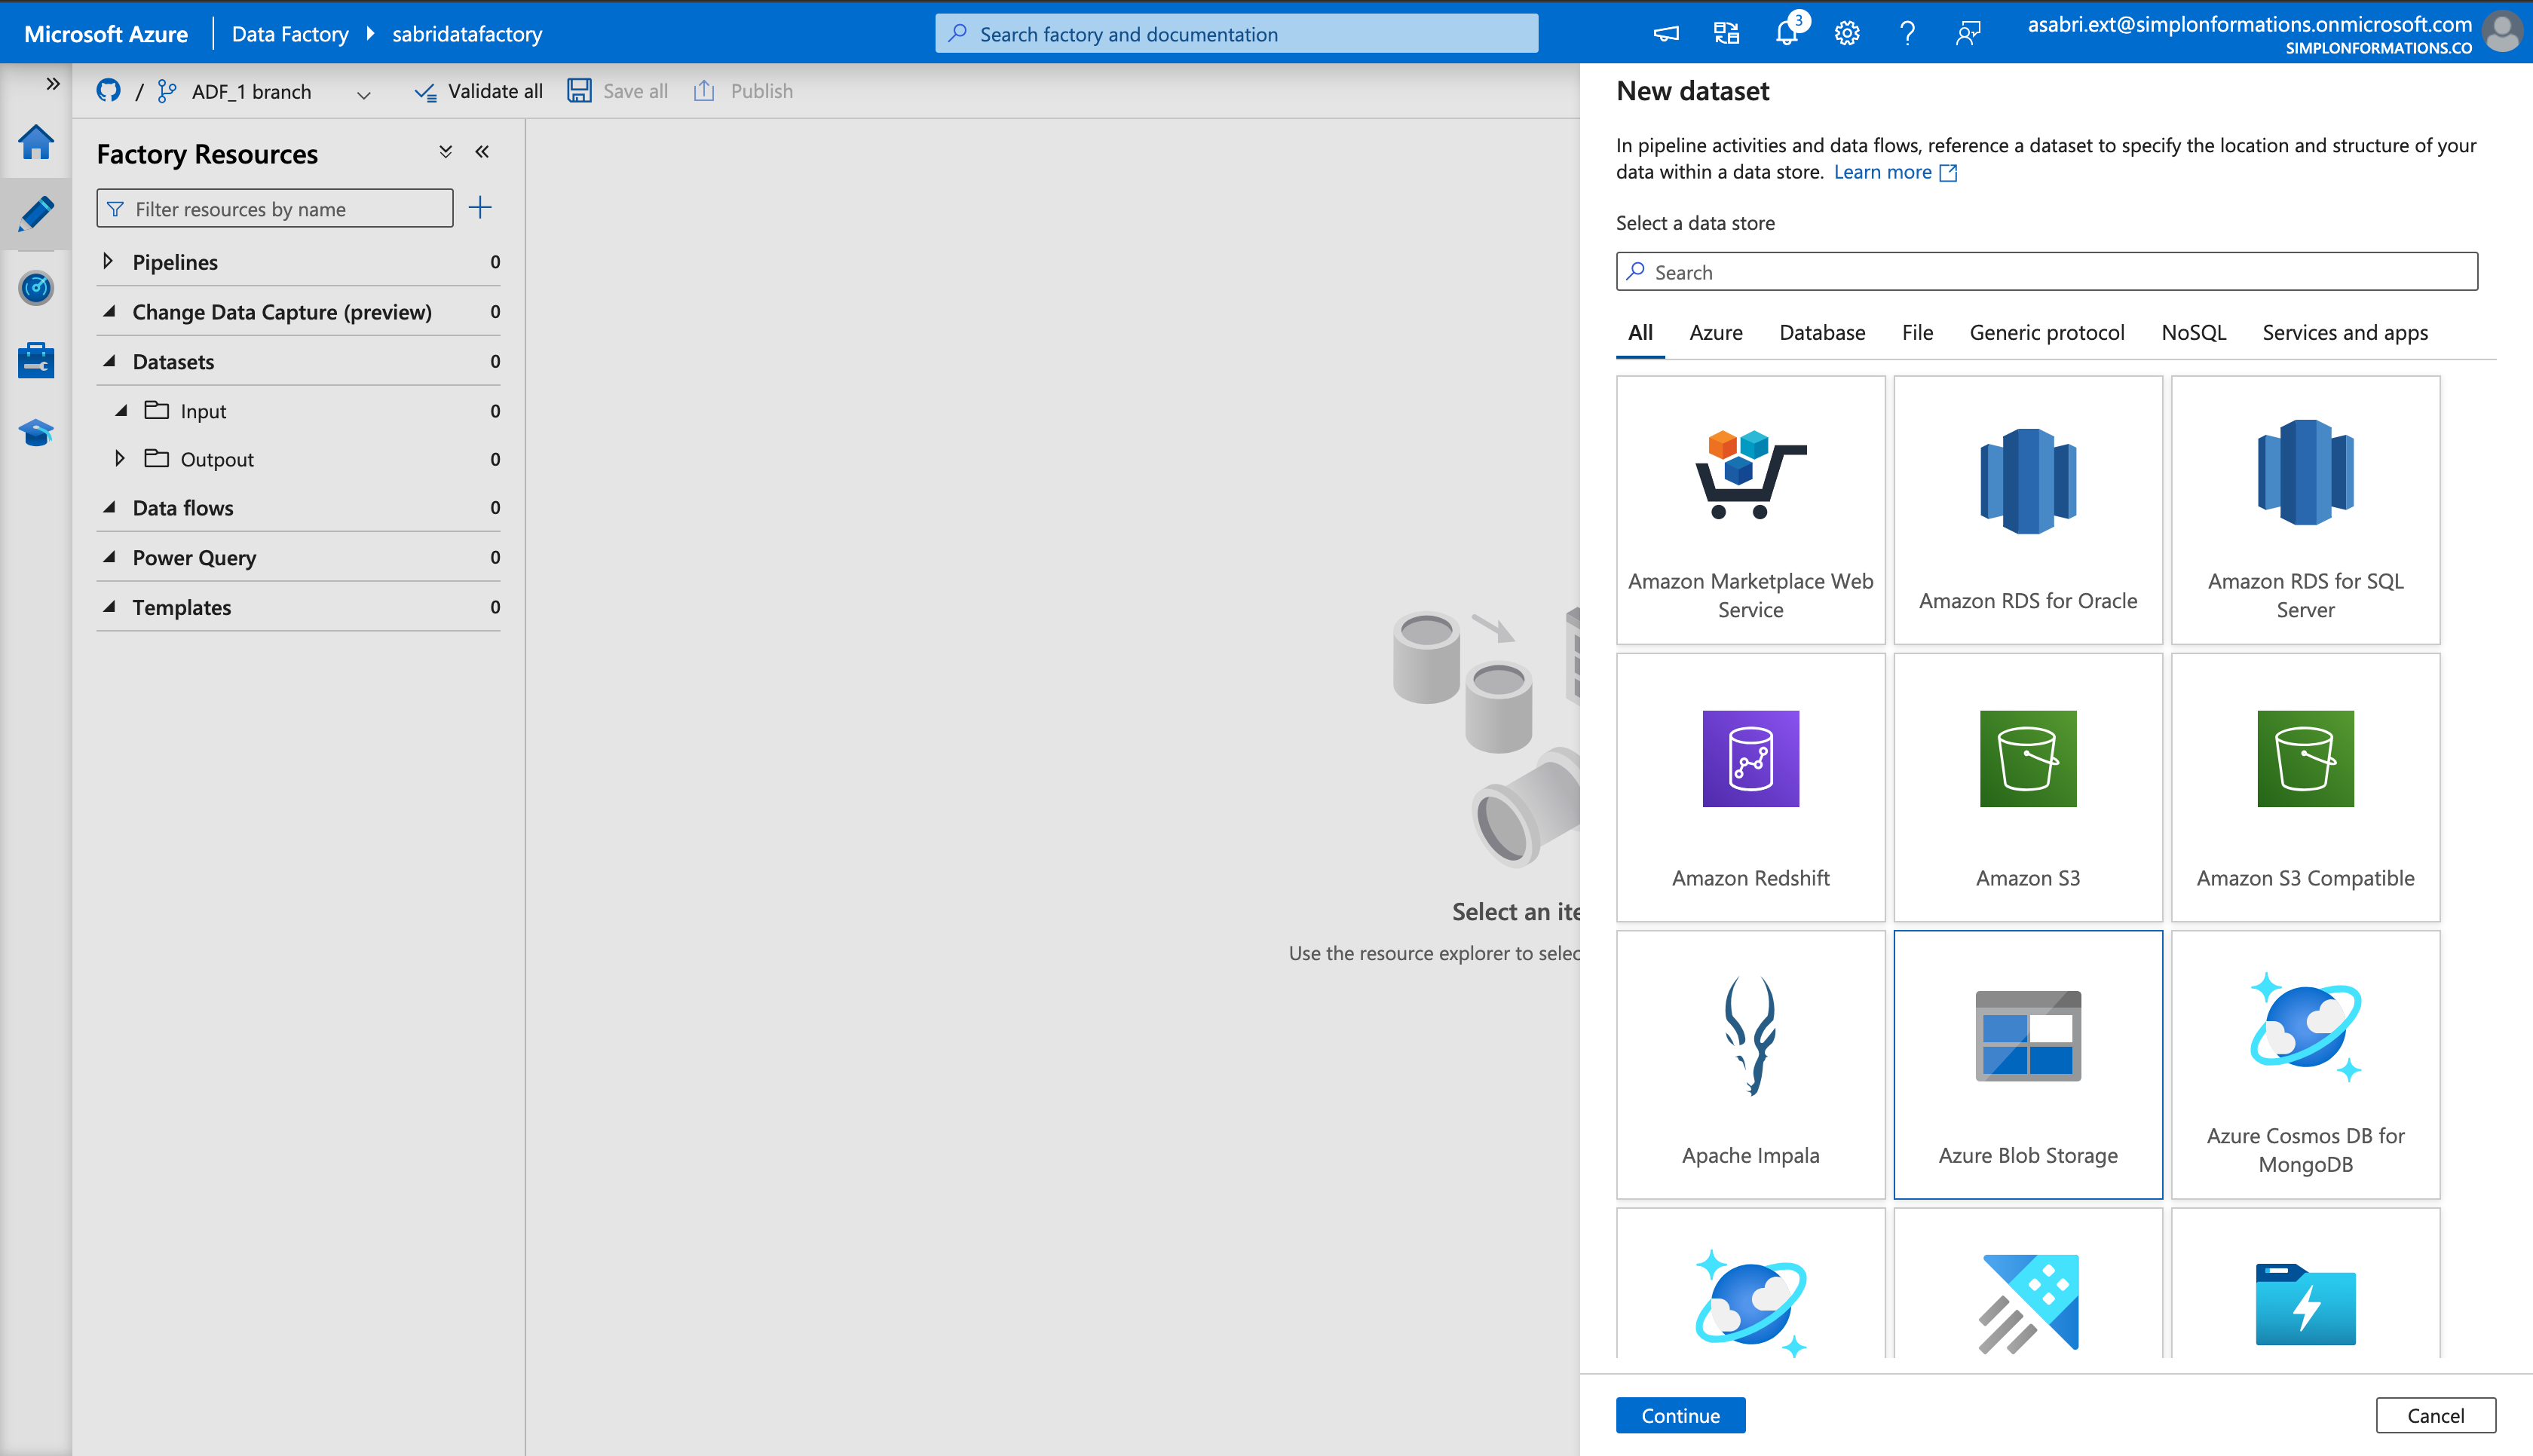 Microsoft Azure
Data Factory
sabridatafactory
Search factory and documentation
3
asabri.ext@simplonformations.onmicrosoft.com
SIMPLONFORMATIONS.CO
/
ADF_1 branch
Validate all
Save all
Publish
Factory Resources
Filter resources by name
Pipelines 0
Change Data Capture (preview) 0
Datasets 0
Input 0
Outpout 0
Data flows 0
Power Query 0
Templates 0
Select an ite
Use the resource explorer to selec
New dataset
In pipeline activities and data flows, reference a dataset to specify the location and structure of your
data within a data store. Learn more
Select a data store
Search
All Azure Database File Generic protocol NoSQL Services and apps
Amazon Marketplace Web
Service
Amazon RDS for Oracle
Amazon RDS for SQL
Server
Amazon Redshift
Amazon S3
Amazon S3 Compatible
Apache Impala
Azure Blob Storage
Azure Cosmos DB for
MongoDB
Continue
Cancel